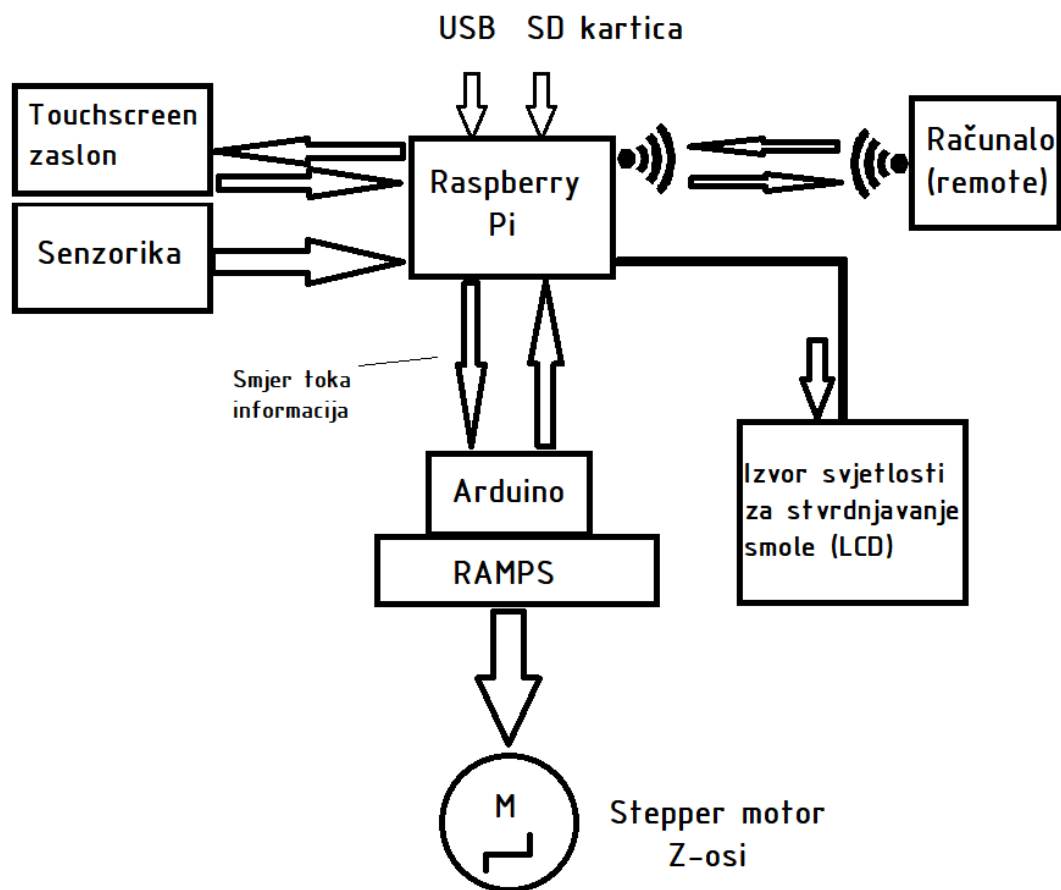 USB SD kartica
Touchscreen
zaslon
Raspberry
Pi
Računalo
(remote)
Senzorika
Smjer toka
informacija
Arduino
RAMPS
Izvor svjetlosti
za stvrdnjavanje
smole (LCD)
M
Stepper motor
Z-osi